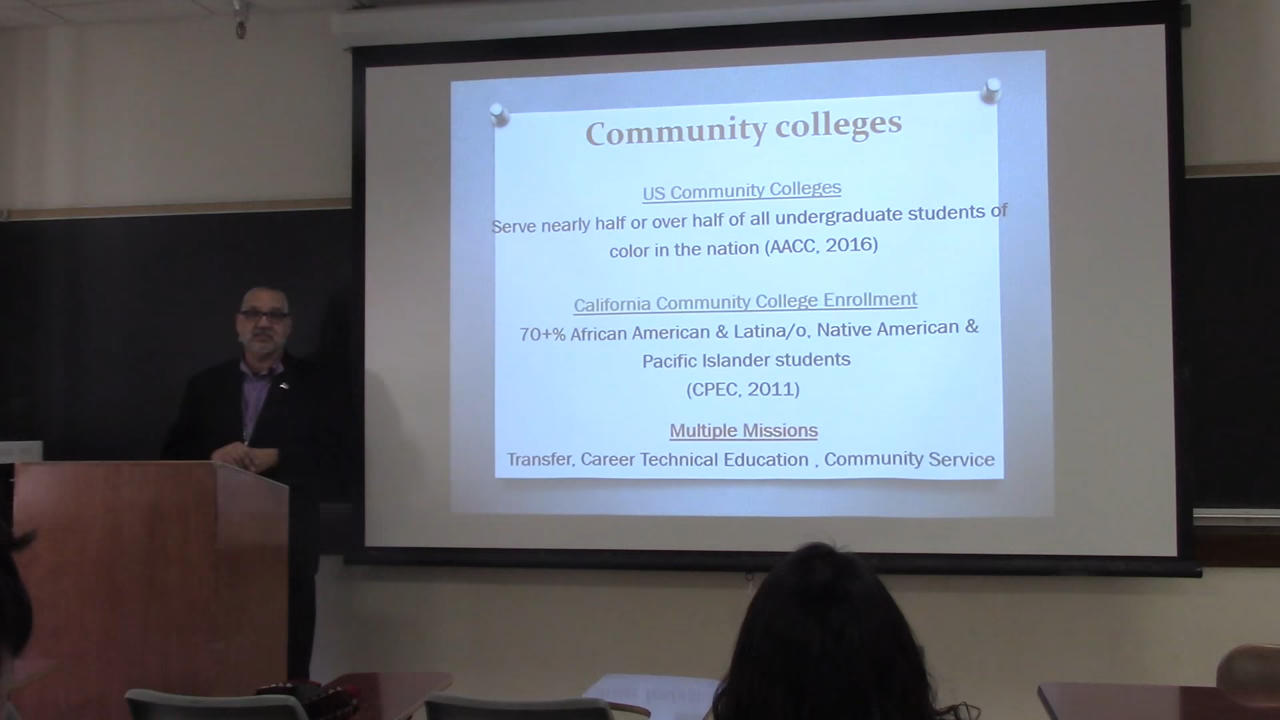 Community colleges
US Community Colleges
Serve nearly half or over half of all undergraduate students of
color in the nation (AACC, 2016)
California Community College Enrollment
70+% African American & Latina/o, Native American &
Pacific Islander students
(CPEC, 2011)
Multiple Missions
Transfer, Career Technical Education , Community Service